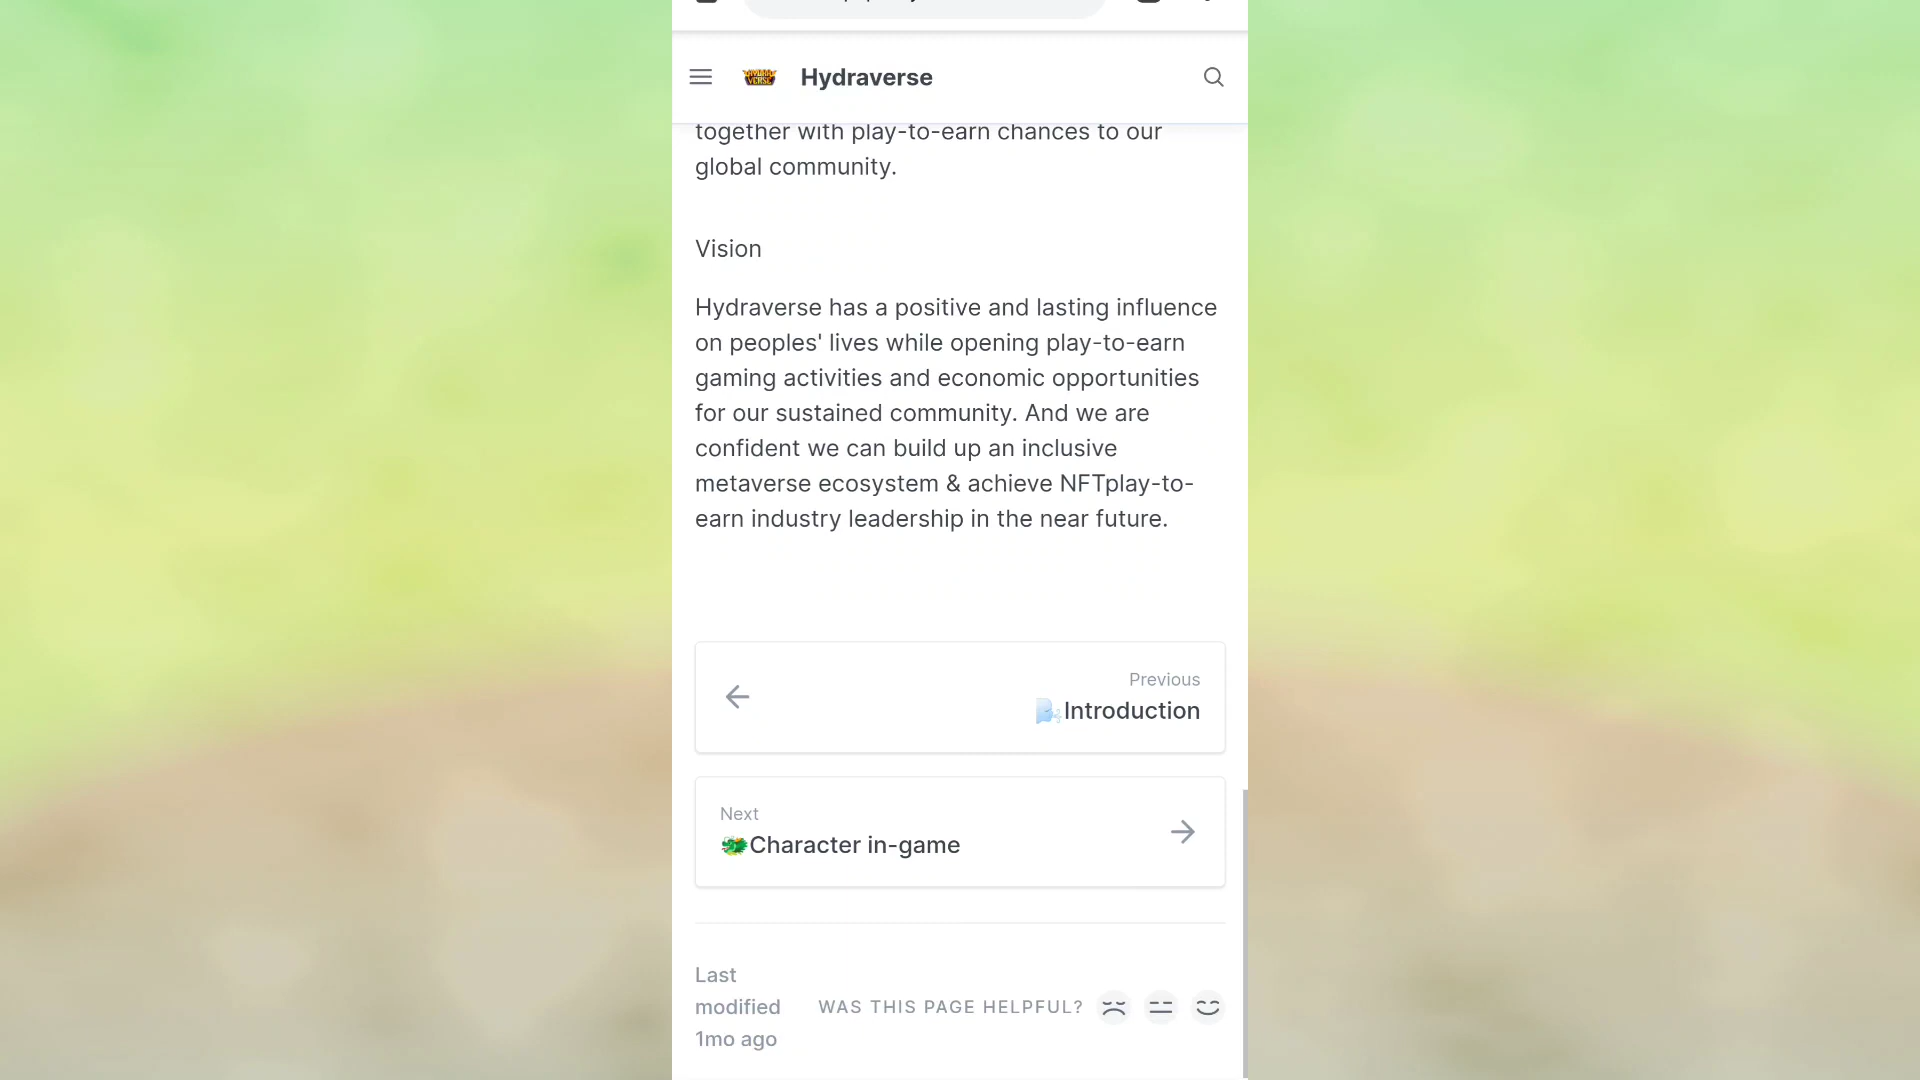 Hydraverse
together with play-to-earn chances to our
global community.
Vision
Hydraverse has a positive and lasting influence
on peoples' lives while opening play-to-earn
gaming activities and economic opportunities
for our sustained community. And we are
confident we can build up an inclusive
metaverse ecosystem & achieve NFTplay-to-
earn industry leadership in the near future.
Previous
Introduction
Next
Character in-game
Last
modified
1mo ago
WAS THIS PAGE HELPFUL?